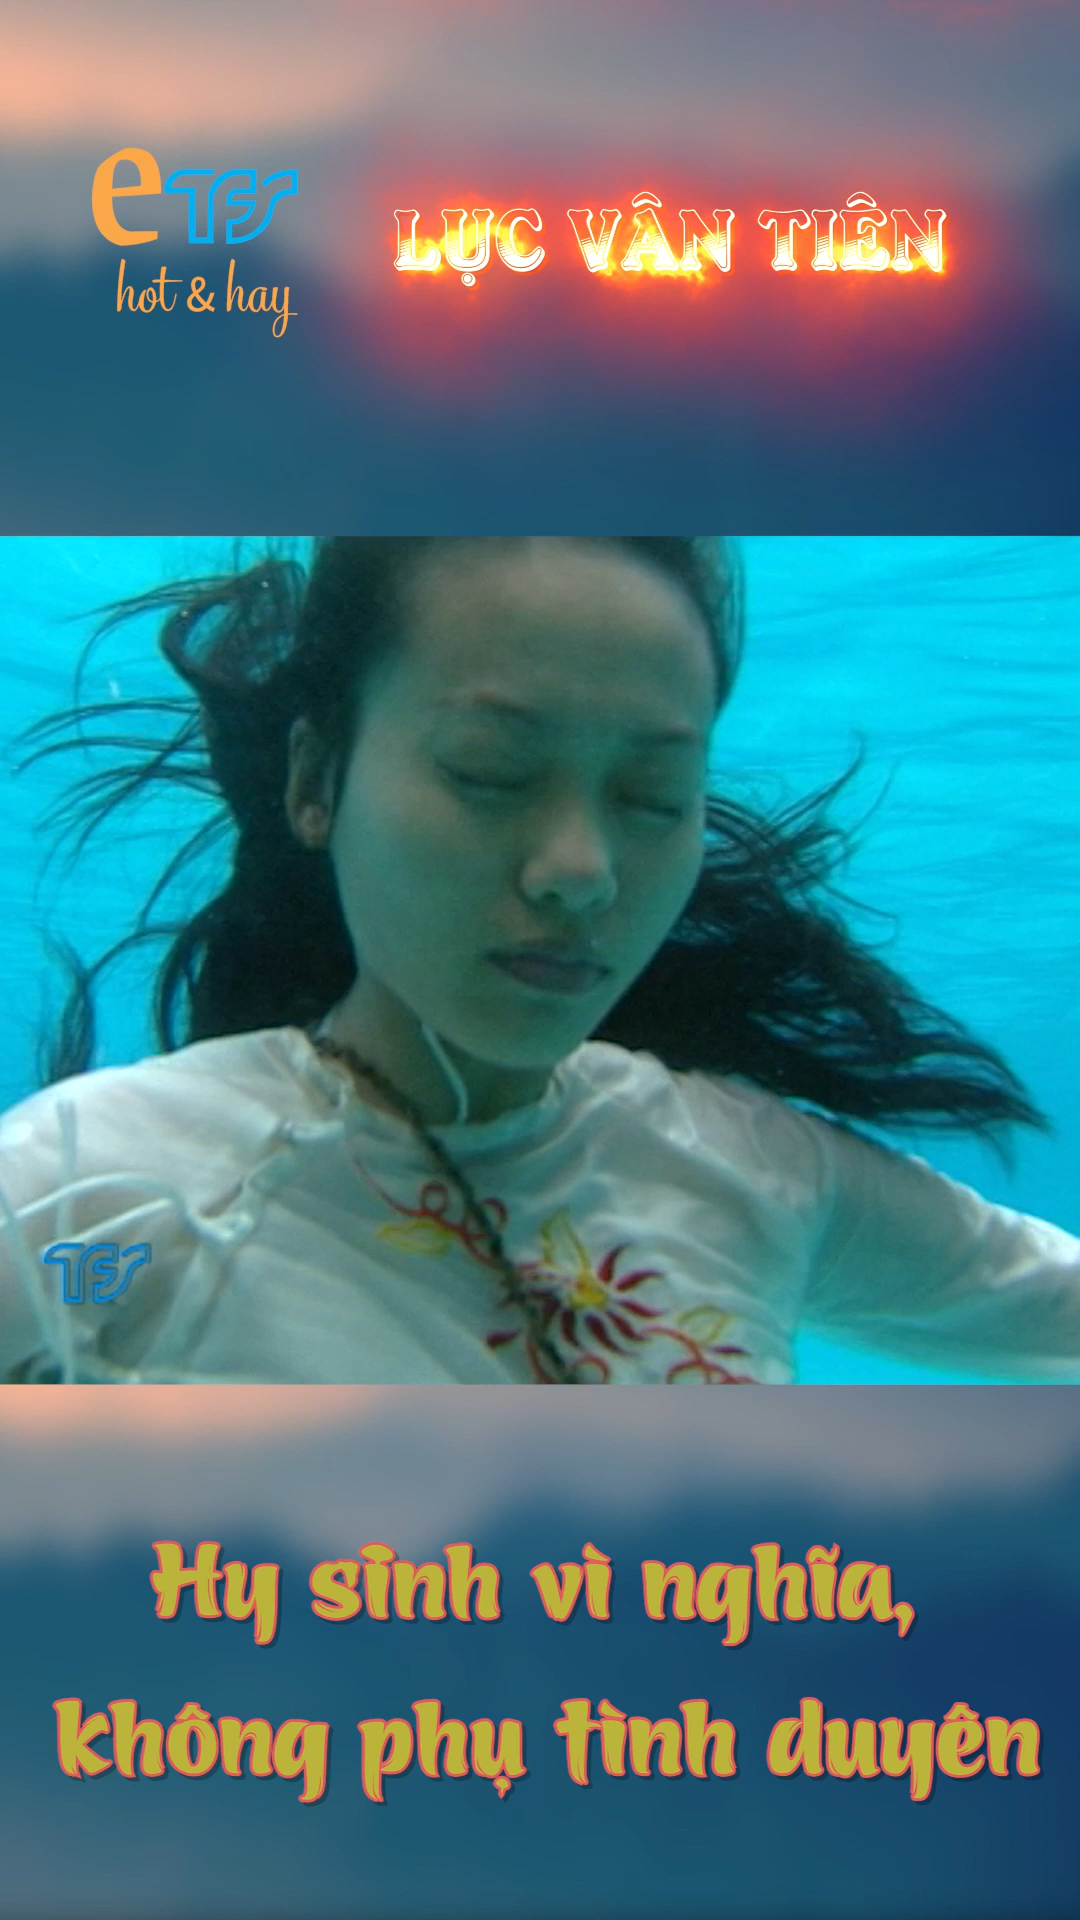 eTFS
hot & hay
LỤC VÂN TIÊN
TFS
Hy sinh vì nghĩa,
không phụ tình duyên